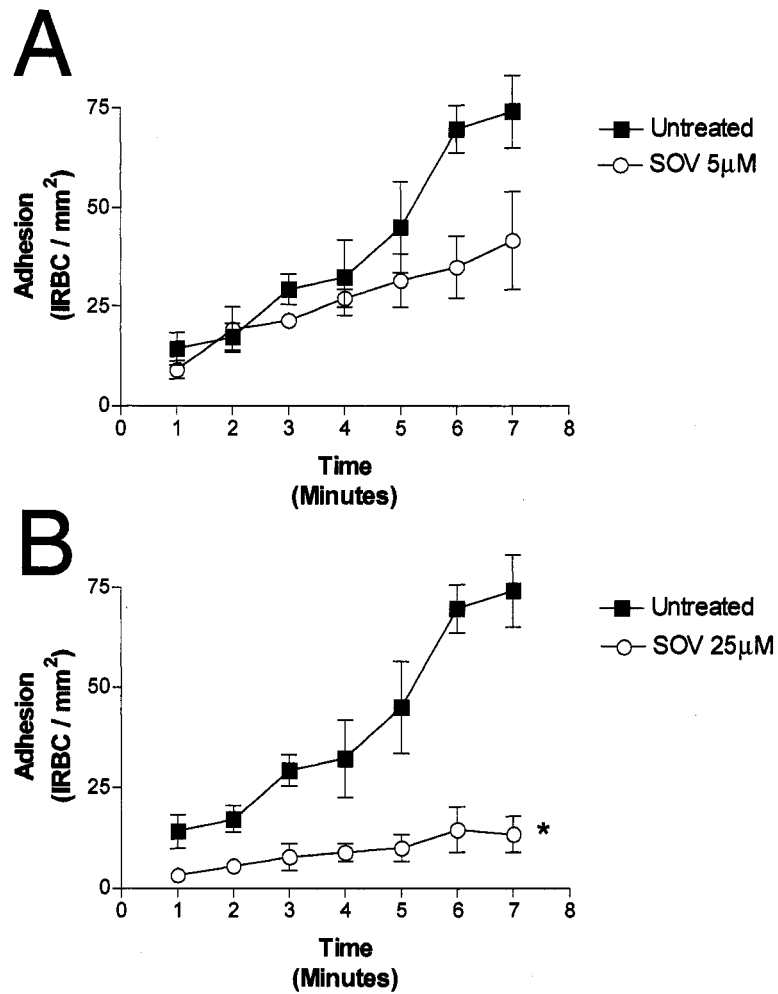 A
75
50
25
0
Adhesion
(IRBC / mm²)
0 1 2 3 4 5 6 7 8
Time
(Minutes)
Untreated
SOV 5μM
B
75
50
25
0
Adhesion
(IRBC / mm²)
*
0 1 2 3 4 5 6 7 8
Time
(Minutes)
Untreated
SOV 25μM